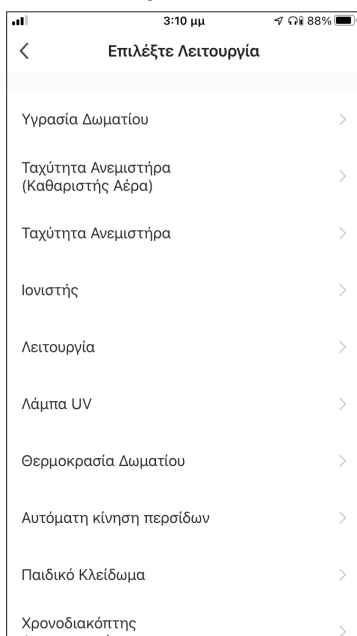 3:10 μμ
88%
Επιλέξτε Λειτουργία
Υγρασία Δωματίου
Ταχύτητα Ανεμιστήρα
(Καθαριστής Αέρα)
Ταχύτητα Ανεμιστήρα
Ιονιστής
Λειτουργία
Λάμπα UV
Θερμοκρασία Δωματίου
Αυτόματη κίνηση περσίδων
Παιδικό Κλείδωμα
Χρονοδιακόπτης